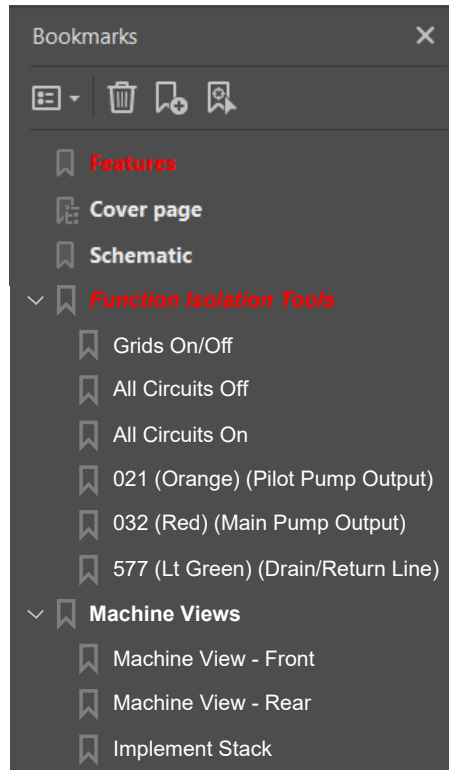 Bookmarks
Features
Cover page
Schematic
Function Isolation Tools
Grids On/Off
All Circuits Off
All Circuits On
021 (Orange) (Pilot Pump Output)
032 (Red) (Main Pump Output)
577 (Lt Green) (Drain/Return Line)
Machine Views
Machine View - Front
Machine View - Rear
Implement Stack